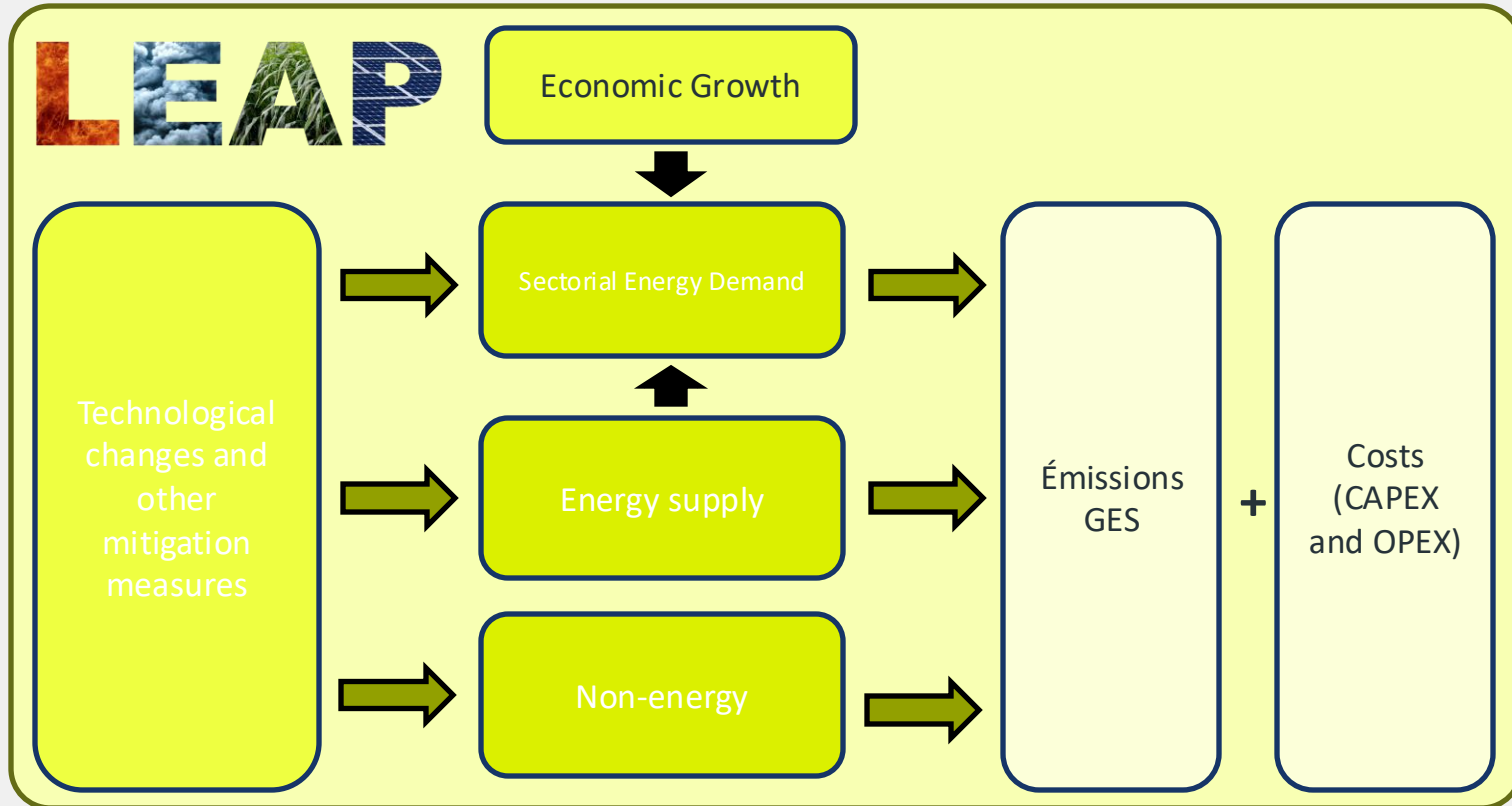 LEAP
Economic Growth
Technological
changes and
other
mitigation
measures
Sectorial Energy Demand
Energy supply
Non-energy
Émissions
GES
+
Costs
(CAPEX
and OPEX)